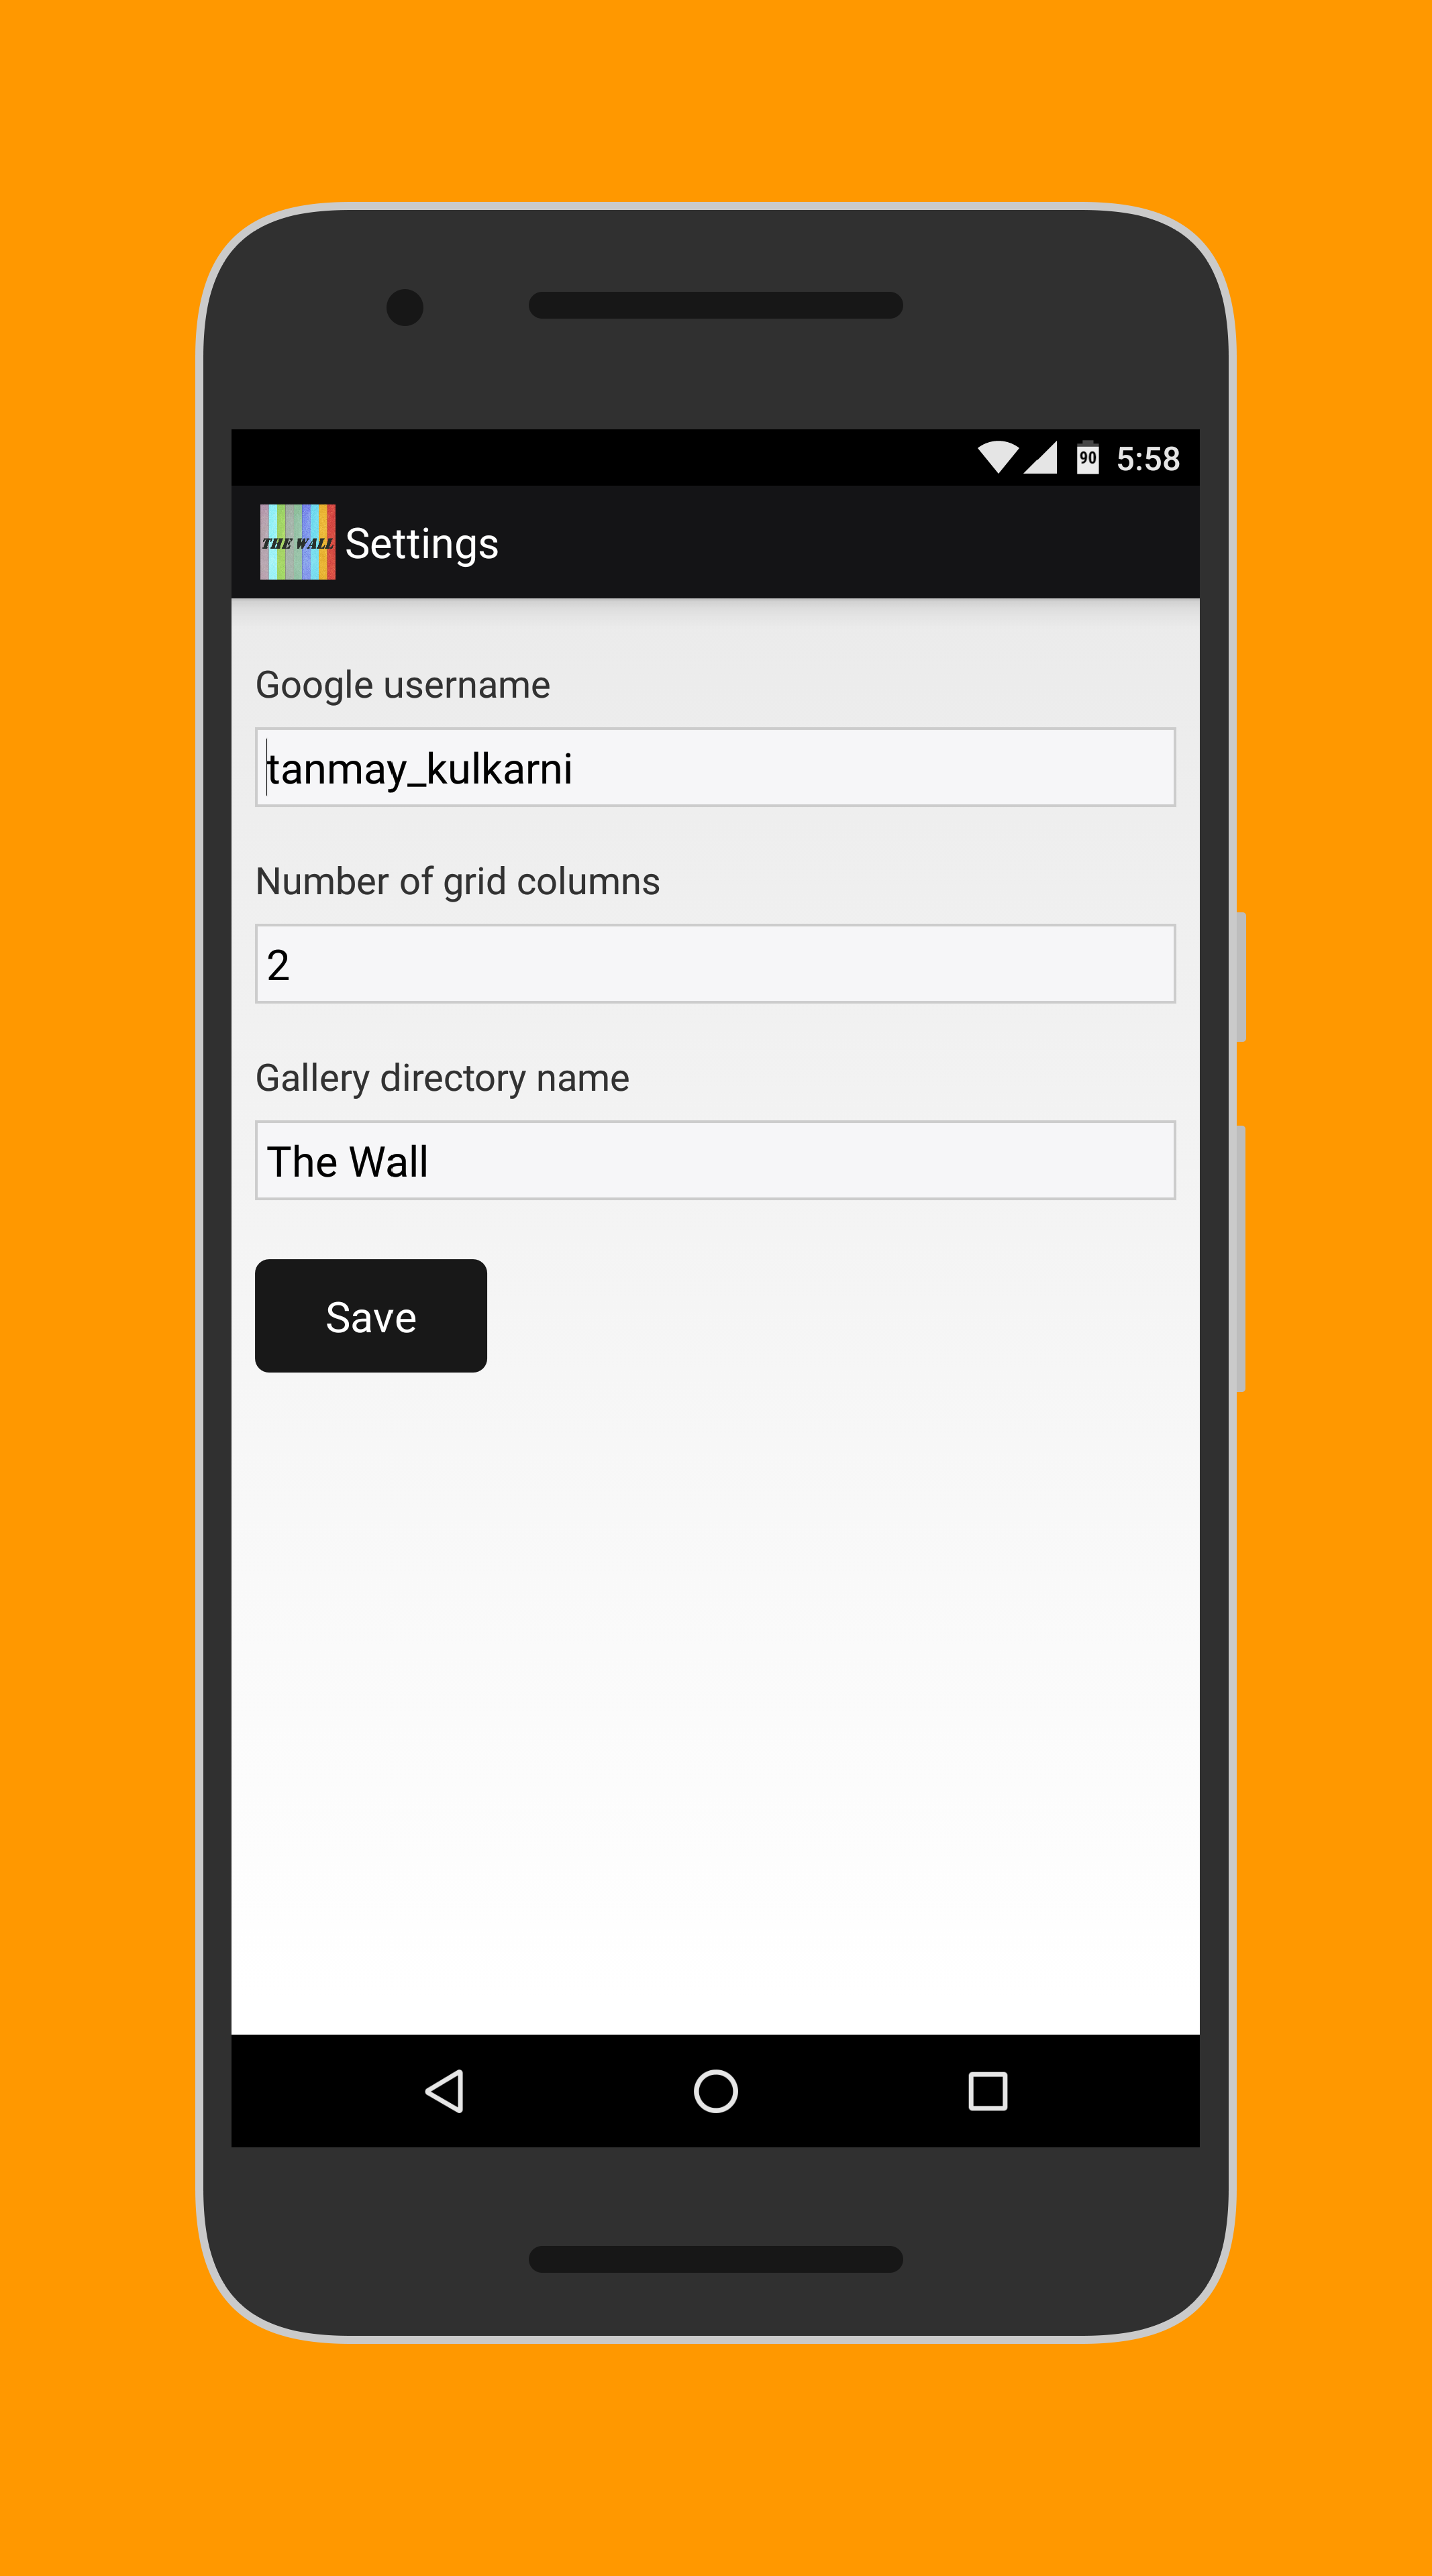 90 5:58
THE WALL Settings
Google username
tanmay_kulkarni
Number of grid columns
2
Gallery directory name
The Wall
Save